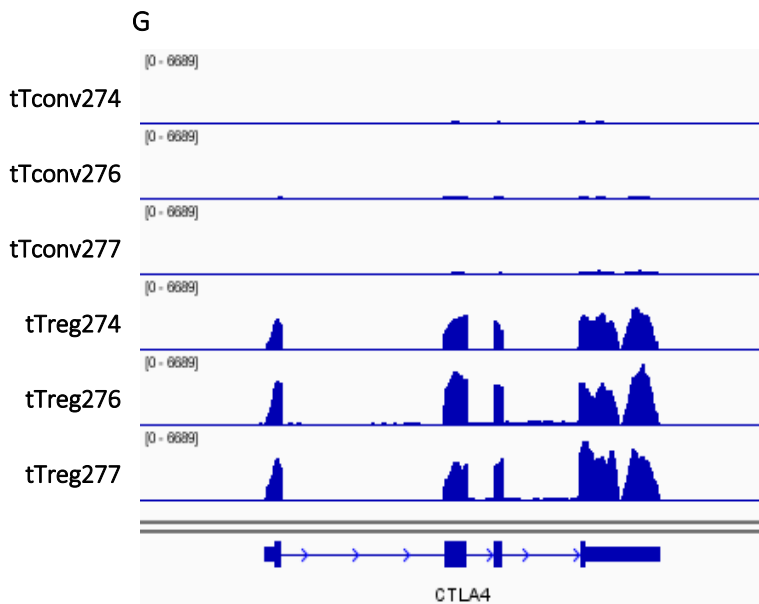 G
[0 - 6689]
tTconv274
[0 - 6689]
tTconv276
[0 - 6689]
tTconv277
[0 - 6689]
tTreg274
[0 - 6689]
tTreg276
[0 - 6689]
tTreg277
CTLA4